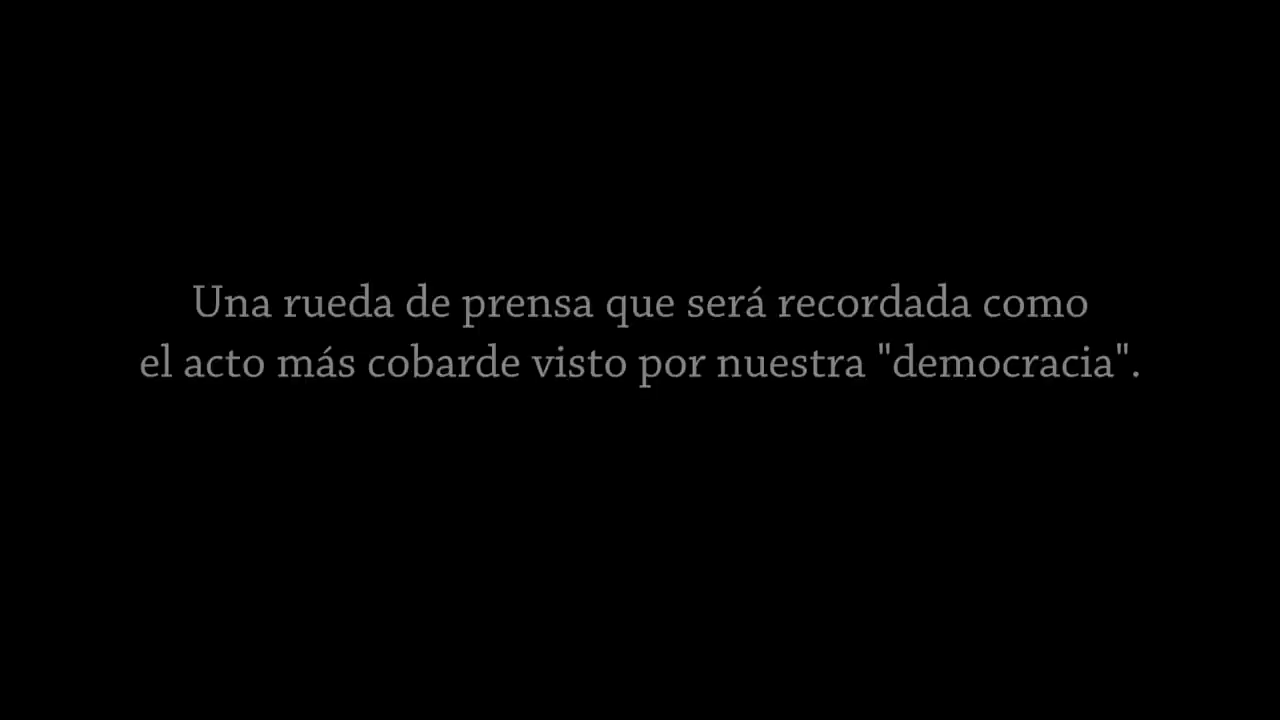 Una rueda de prensa que será recordada como
el acto más cobarde visto por nuestra "democracia".